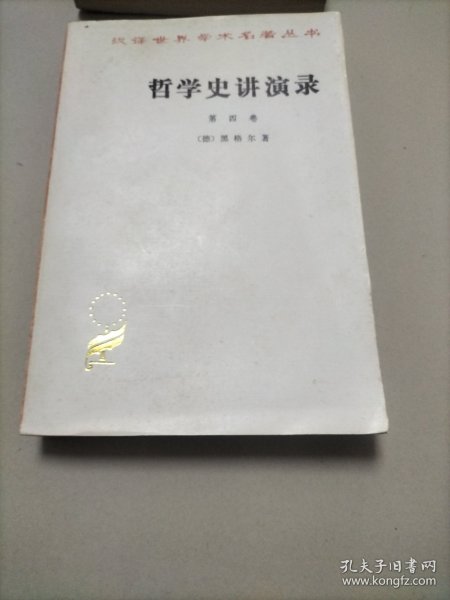 汉译世界学术名著丛书
哲学史讲演录
第四卷
〔德〕黑格尔著
孔夫子旧书网
www.kongfz.com